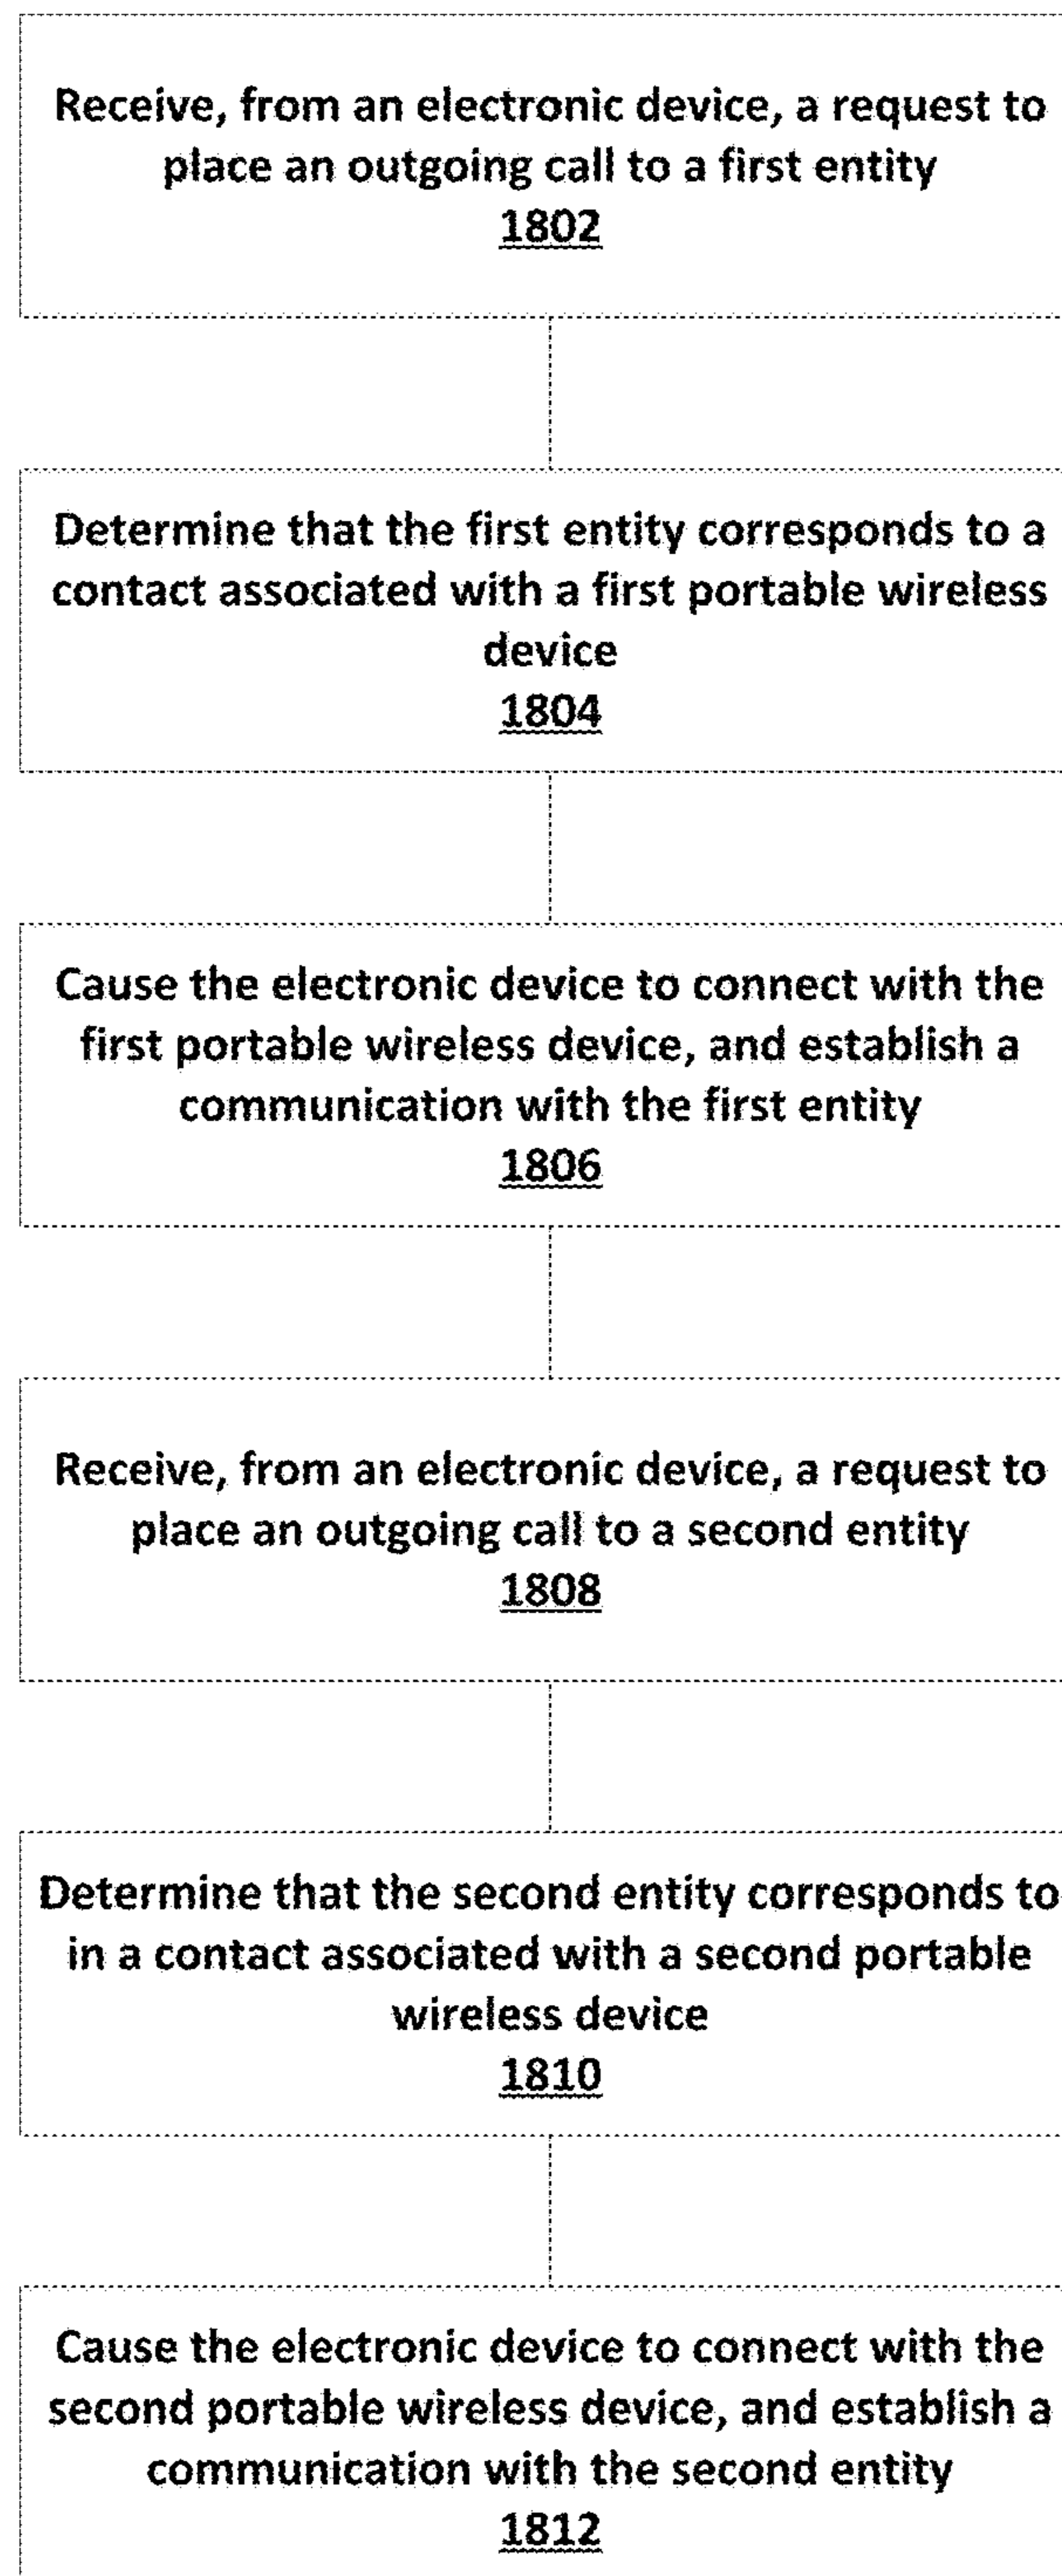 Receive, from an electronic device, a request to
place an outgoing call to a first entity
1802
Determine that the first entity corresponds to a
contact associated with a first portable wireless
device
1804
Cause the electronic device to connect with the
first portable wireless device, and establish a
communication with the first entity
1806
Receive, from an electronic device, a request to
place an outgoing call to a second entity
1808
Determine that the second entity corresponds to
in a contact associated with a second portable
wireless device
1810
Cause the electronic device to connect with the
second portable wireless device, and establish a
communication with the second entity
1812